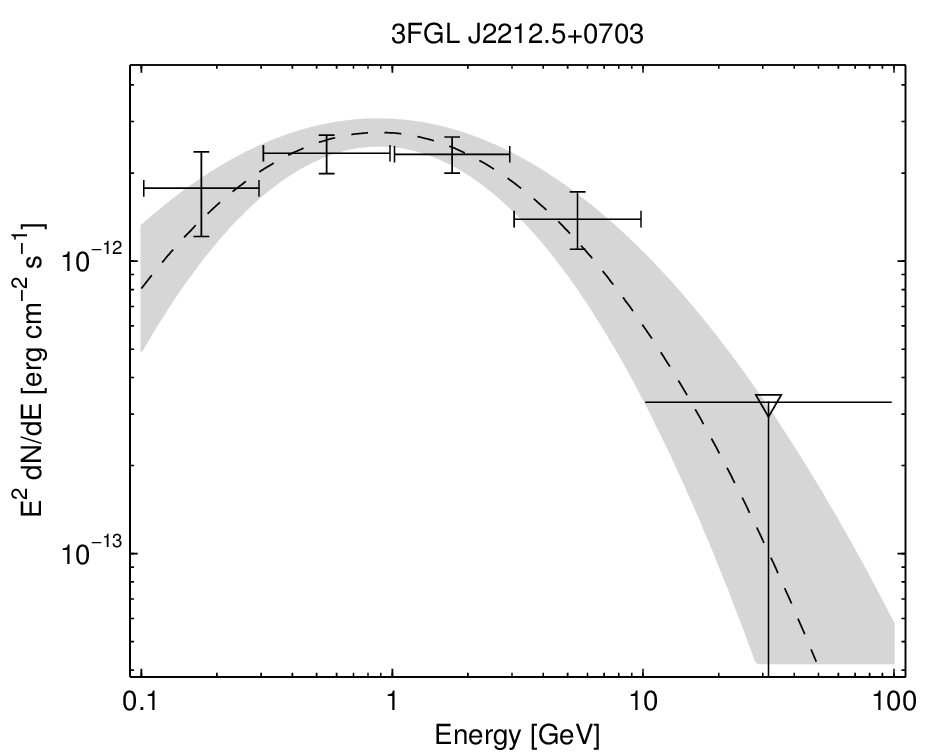 3FGL J2212.5+0703
E² dN/dE [erg cm⁻² s⁻¹]
10⁻¹²
10⁻¹³
0.1 1 10 100
Energy [GeV]